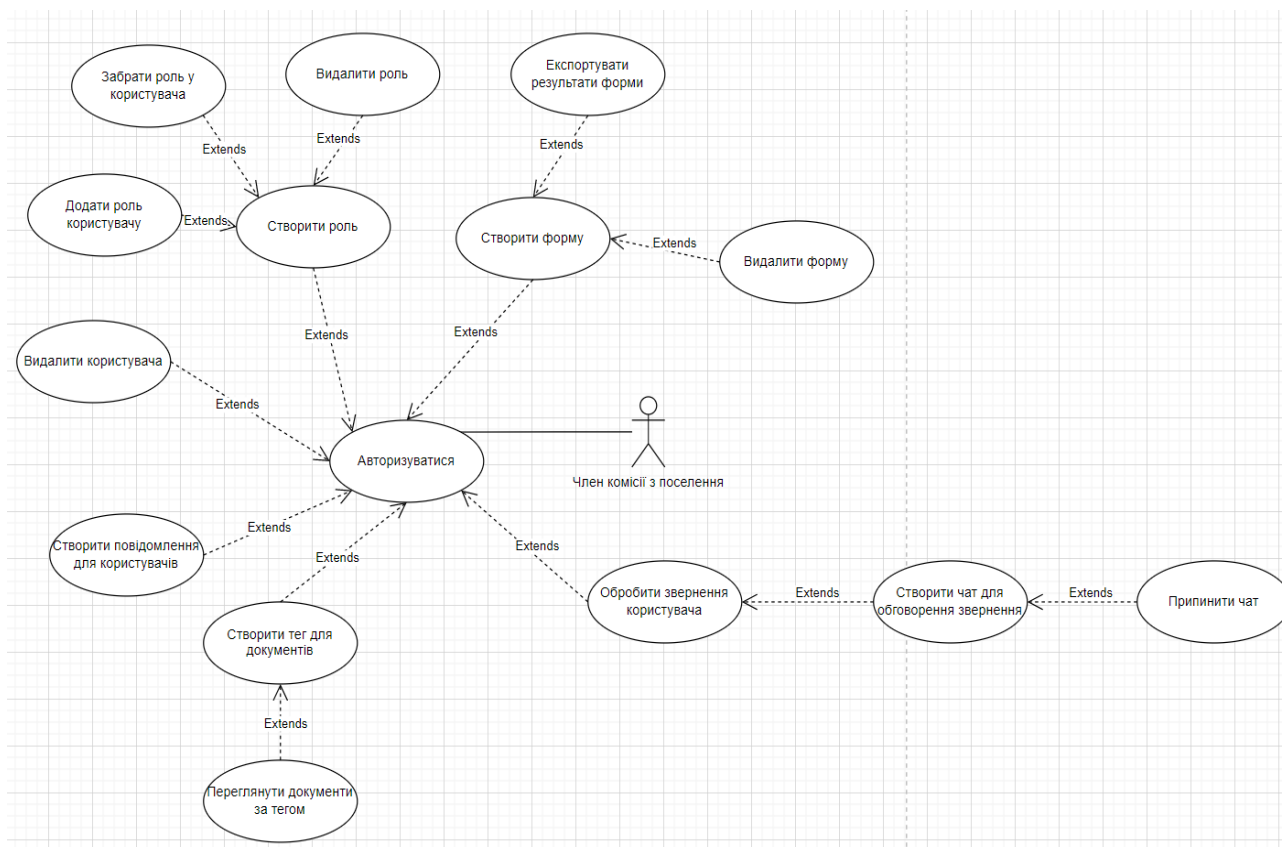 Забрати роль у
користувача
Видалити роль
Експортувати
результати форми
Extends
Extends
Extends
Додати роль
користувачу
Extends
Створити роль
Створити форму
Extends
Видалити форму
Extends
Extends
Видалити користувача
Extends
Авторизуватися
Член комісії з поселення
Створити повідомлення
для користувачів
Extends
Extends
Extends
Обробити звернення
користувача
Extends
Створити чат для
обговорення звернення
Extends
Припинити чат
Створити тег для
документів
Extends
Переглянути документи
за тегом